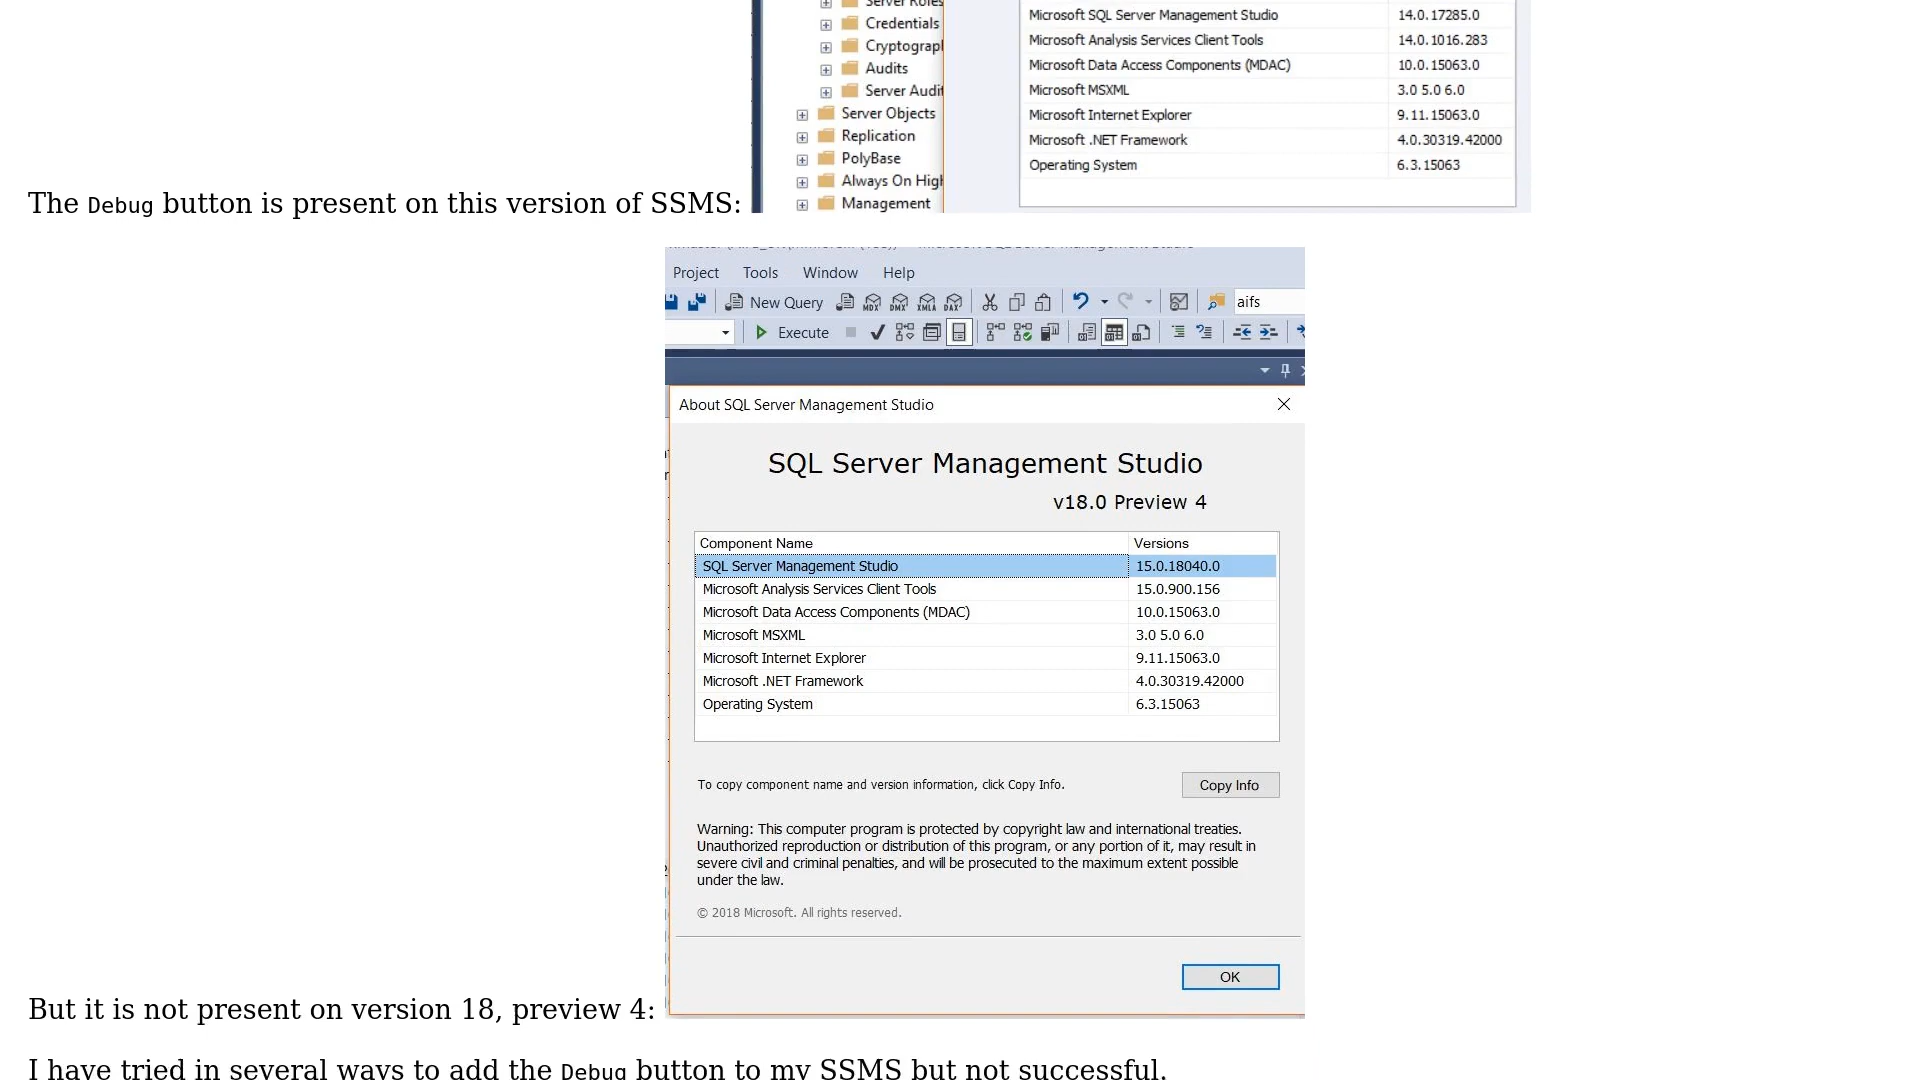 Server Roles
Credentials
Audits
Server Objects
Replication
PolyBase
Management
Microsoft SQL Server Management Studio 14.0.17285.0
Microsoft Analysis Services Client Tools 14.0.1016.283
Microsoft Data Access Components (MDAC) 10.0.15063.0
Microsoft MSXML 3.0 5.0 6.0
Microsoft Internet Explorer 9.11.15063.0
Microsoft .NET Framework 4.0.30319.42000
Operating System 6.3.15063
The Debug button is present on this version of SSMS:
Project Tools Window Help
New Query MDX DMX XMLA DAX aifs
Execute
About SQL Server Management Studio
SQL Server Management Studio
v18.0 Preview 4
Component Name Versions
SQL Server Management Studio 15.0.18040.0
Microsoft Analysis Services Client Tools 15.0.900.156
Microsoft Data Access Components (MDAC) 10.0.15063.0
Microsoft MSXML 3.0 5.0 6.0
Microsoft Internet Explorer 9.11.15063.0
Microsoft .NET Framework 4.0.30319.42000
Operating System 6.3.15063
To copy component name and version information, click Copy Info. Copy Info
Warning: This computer program is protected by copyright law and international treaties.
Unauthorized reproduction or distribution of this program, or any portion of it, may result in
severe civil and criminal penalties, and will be prosecuted to the maximum extent possible
under the law.
© 2018 Microsoft. All rights reserved.
OK
But it is not present on version 18, preview 4:
I have tried in several ways to add the Debug button to my SSMS but not successful.